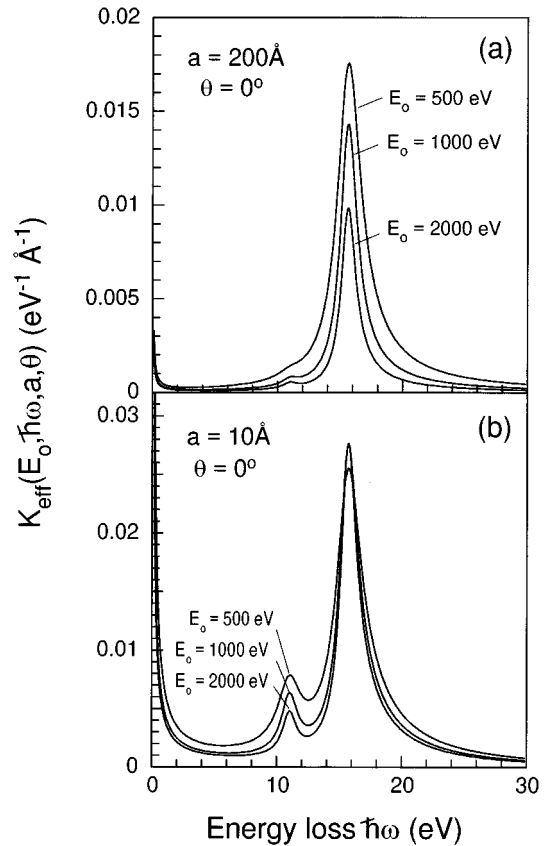 0.02
(a)
a = 200Å
θ = 0º
E₀ = 500 eV
0.015
E₀ = 1000 eV
0.01
E₀ = 2000 eV
0.005
0
K_eff(E₀,ħω,a,θ) (eV⁻¹ Å⁻¹)
0.03
(b)
a = 10Å
θ = 0º
0.02
E₀ = 500 eV
0.01
E₀ = 1000 eV
E₀ = 2000 eV
0
0 10 20 30
Energy loss ħω (eV)